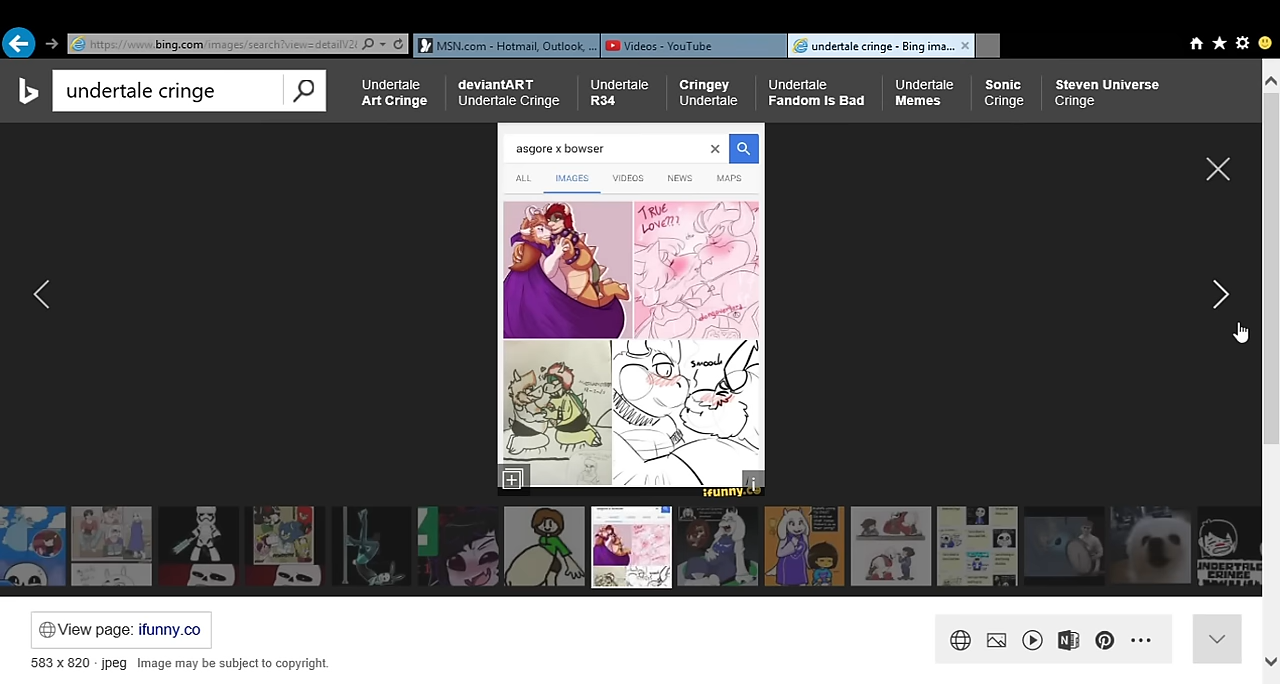 https://www.bing.com/images/search?view=detailV2&
MSN.com - Hotmail, Outlook, ...
Videos - YouTube
undertale cringe - Bing ima...
undertale cringe
Undertale
Art Cringe
deviantART
Undertale Cringe
Undertale
R34
Cringey
Undertale
Undertale
Fandom Is Bad
Undertale
Memes
Sonic
Cringe
Steven Universe
Cringe
asgore x bowser
ALL
IMAGES
VIDEOS
NEWS
MAPS
TRUE
LOVE???
smooch
ifunny.co
UNDERTALE
CRINGE
View page: ifunny.co
583 x 820 · jpeg
Image may be subject to copyright.